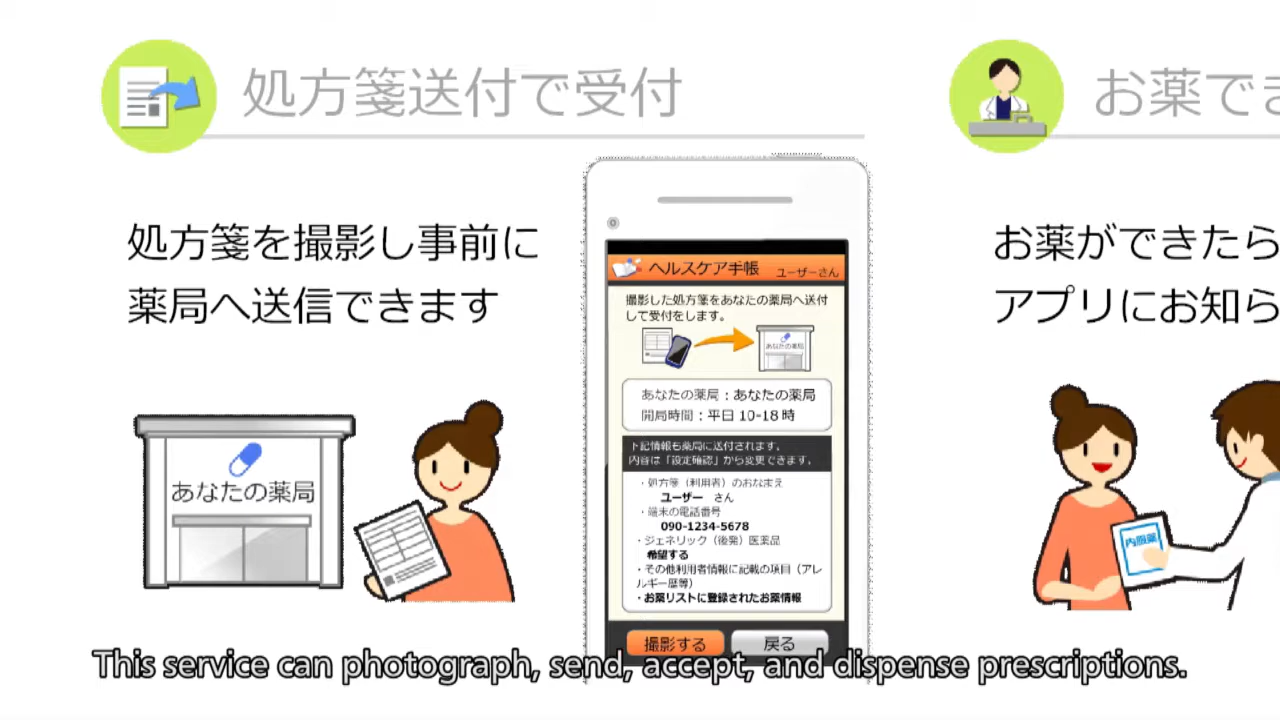 処方箋送付で受付
処方箋を撮影し事前に
薬局へ送信できます
あなたの薬局
ヘルスケア手帳 ユーザーさん
撮影した処方箋をあなたの薬局へ送付
して受付をします。
あなたの薬局
あなたの薬局：あなたの薬局
開局時間：平日 10-18 時
下記情報も薬局に送付されます。
内容は「設定確認」から変更できます。
・処方箋（利用者）のおなまえ
ユーザー さん
・端末の電話番号
090-1234-5678
・ジェネリック（後発）医薬品
希望する
・その他利用者情報に記載の項目（アレ
ルギー歴等）
・お薬リストに登録されたお薬情報
撮影する 戻る
お薬でき
お薬ができたら
アプリにお知ら
内服薬
This service can photograph, send, accept, and dispense prescriptions.